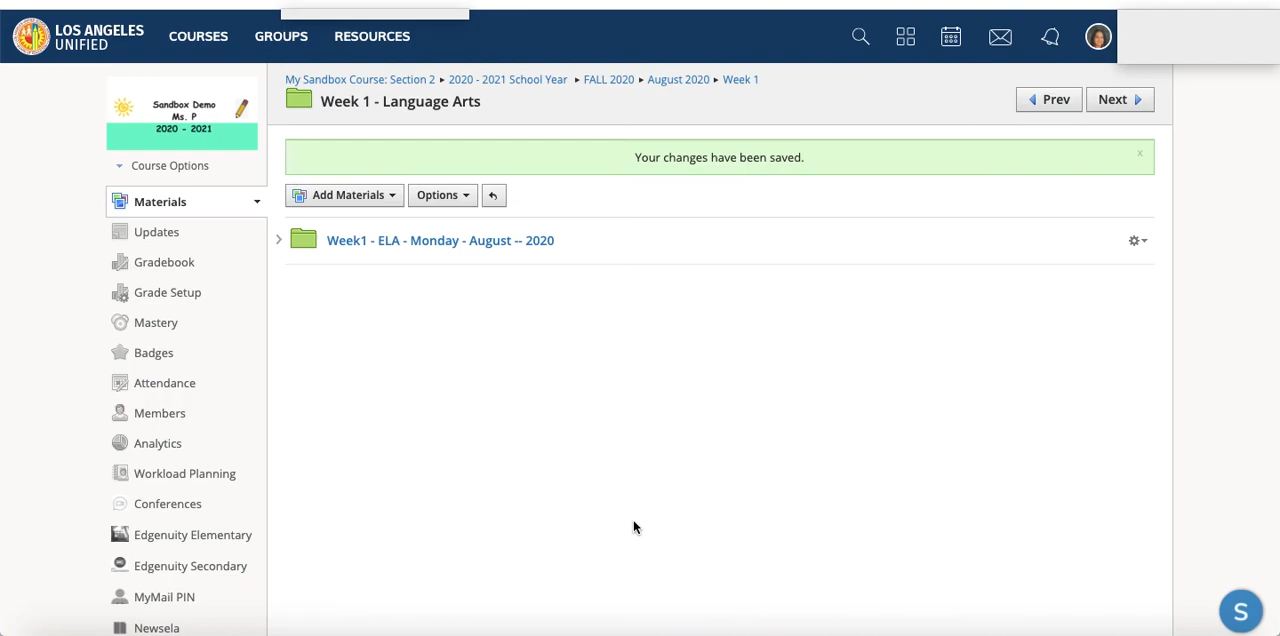 LOS ANGELES
UNIFIED
COURSES
GROUPS
RESOURCES
Sandbox Demo
Ms. P
2020 - 2021
Course Options
Materials
Updates
Gradebook
Grade Setup
Mastery
Badges
Attendance
Members
Analytics
Workload Planning
Conferences
Edgenuity Elementary
Edgenuity Secondary
MyMail PIN
Newsela
My Sandbox Course: Section 2 ▸ 2020 - 2021 School Year ▸ FALL 2020 ▸ August 2020 ▸ Week 1
Week 1 - Language Arts
Prev
Next
Your changes have been saved.
x
Add Materials
Options
Week1 - ELA - Monday - August -- 2020
S